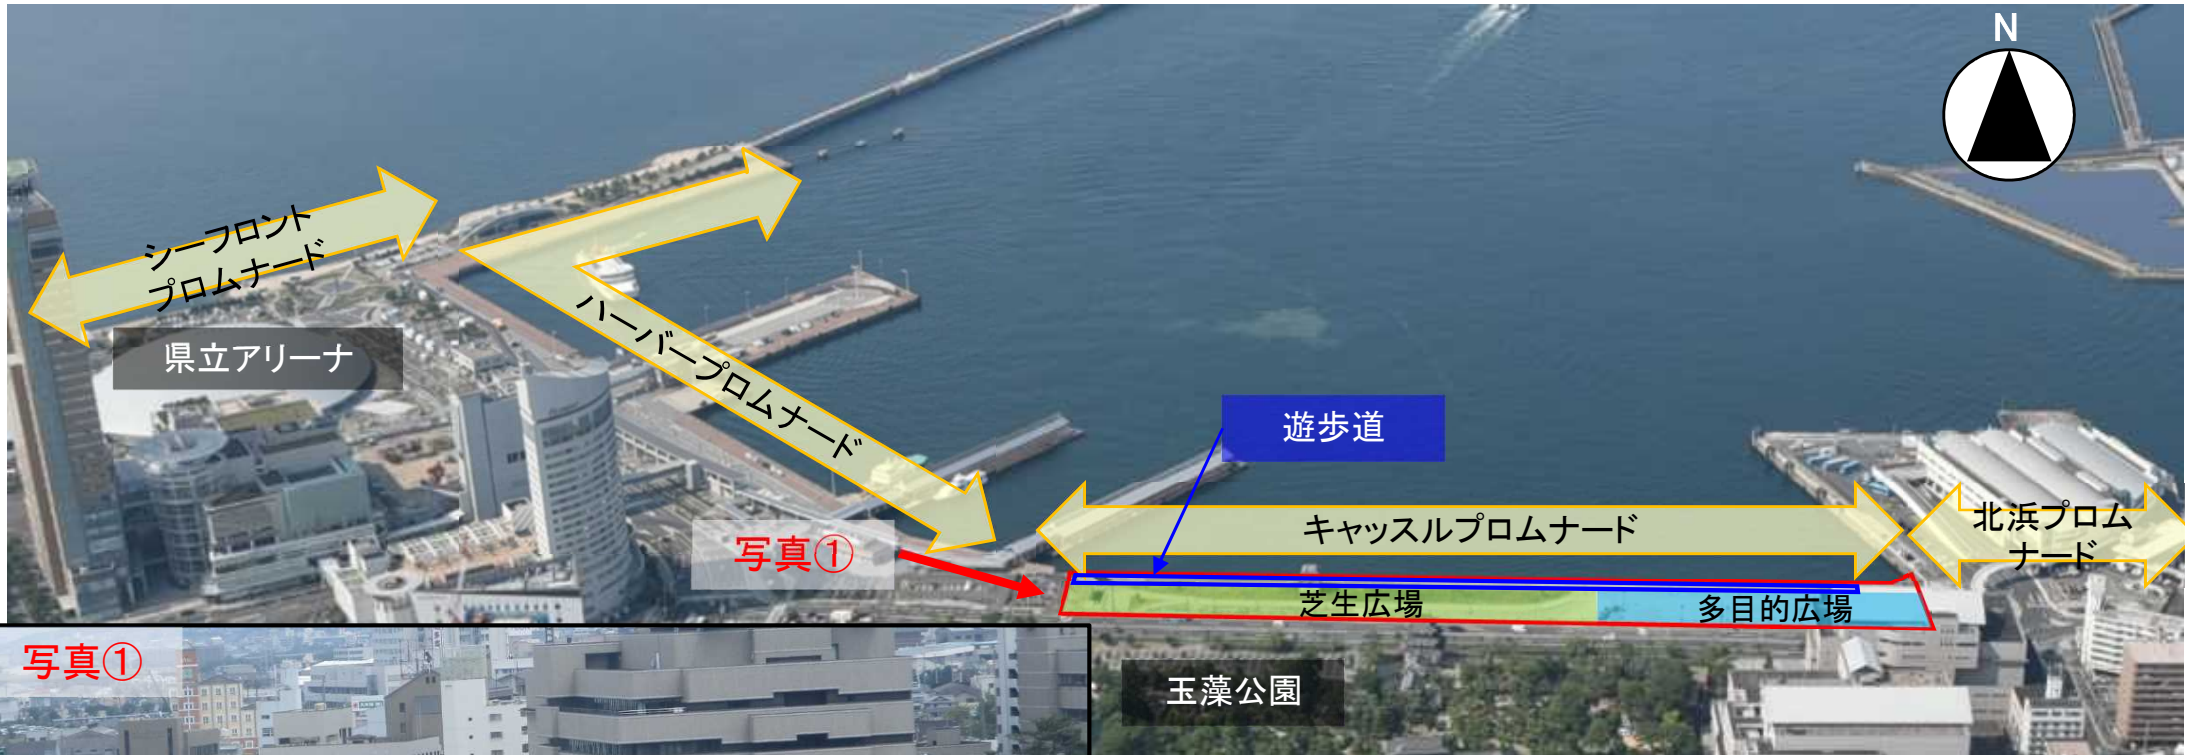 N
シーフロント
プロムナード
県立アリーナ
ハーバープロムナード
遊歩道
キャッスルプロムナード
北浜プロム
ナード
写真①
芝生広場
多目的広場
写真①
玉藻公園